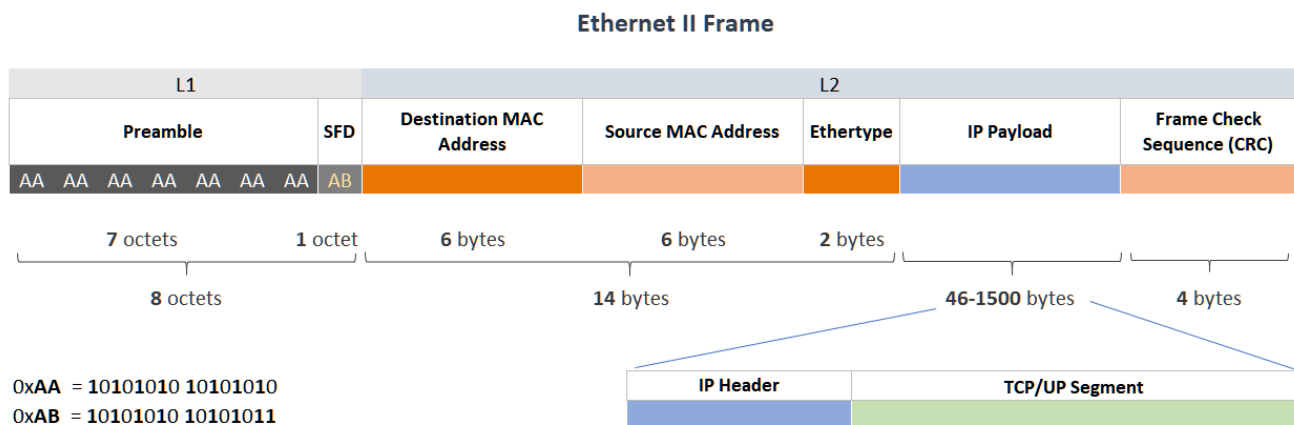 Ethernet II Frame
L1 L2
Preamble SFD Destination MAC Address Source MAC Address Ethertype IP Payload Frame Check Sequence (CRC)
AA AA AA AA AA AA AA AB
7 octets 1 octet 6 bytes 6 bytes 2 bytes
8 octets 14 bytes 46-1500 bytes 4 bytes
0xAA = 10101010 10101010
0xAB = 10101010 10101011
IP Header TCP/UP Segment